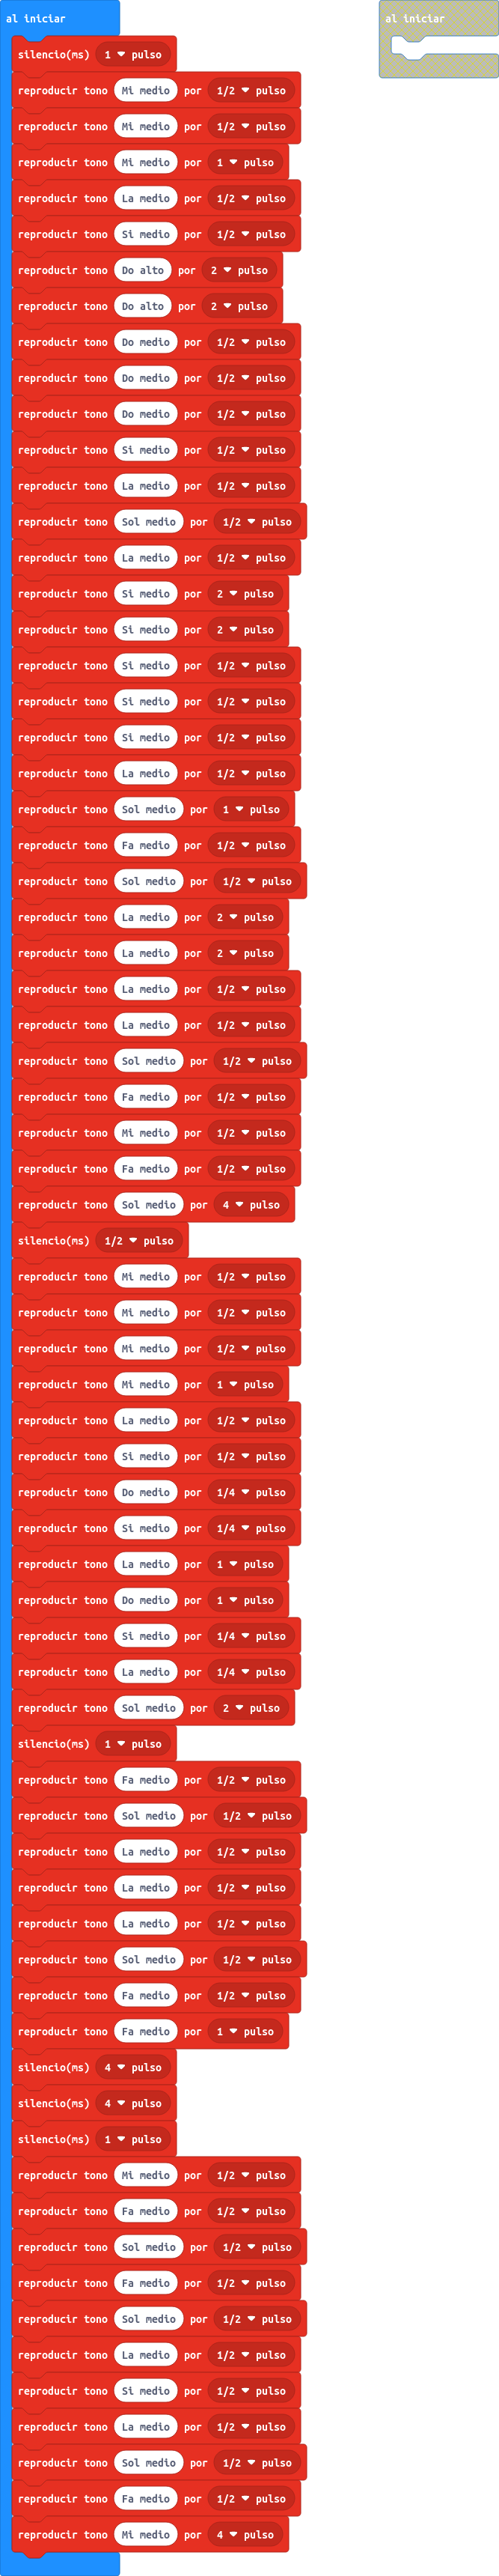 al iniciar
silencio(ms) 1 pulso
reproducir tono Mi medio por 1/2 pulso
reproducir tono Mi medio por 1/2 pulso
reproducir tono Mi medio por 1 pulso
reproducir tono La medio por 1/2 pulso
reproducir tono Si medio por 1/2 pulso
reproducir tono Do alto por 2 pulso
reproducir tono Do alto por 2 pulso
reproducir tono Do medio por 1/2 pulso
reproducir tono Do medio por 1/2 pulso
reproducir tono Do medio por 1/2 pulso
reproducir tono Si medio por 1/2 pulso
reproducir tono La medio por 1/2 pulso
reproducir tono Sol medio por 1/2 pulso
reproducir tono La medio por 1/2 pulso
reproducir tono Si medio por 2 pulso
reproducir tono Si medio por 2 pulso
reproducir tono Si medio por 1/2 pulso
reproducir tono Si medio por 1/2 pulso
reproducir tono Si medio por 1/2 pulso
reproducir tono La medio por 1/2 pulso
reproducir tono Sol medio por 1 pulso
reproducir tono Fa medio por 1/2 pulso
reproducir tono Sol medio por 1/2 pulso
reproducir tono La medio por 2 pulso
reproducir tono La medio por 2 pulso
reproducir tono La medio por 1/2 pulso
reproducir tono La medio por 1/2 pulso
reproducir tono Sol medio por 1/2 pulso
reproducir tono Fa medio por 1/2 pulso
reproducir tono Mi medio por 1/2 pulso
reproducir tono Fa medio por 1/2 pulso
reproducir tono Sol medio por 4 pulso
silencio(ms) 1/2 pulso
reproducir tono Mi medio por 1/2 pulso
reproducir tono Mi medio por 1/2 pulso
reproducir tono Mi medio por 1/2 pulso
reproducir tono Mi medio por 1 pulso
reproducir tono La medio por 1/2 pulso
reproducir tono Si medio por 1/2 pulso
reproducir tono Do medio por 1/4 pulso
reproducir tono Si medio por 1/4 pulso
reproducir tono La medio por 1 pulso
reproducir tono Do medio por 1 pulso
reproducir tono Si medio por 1/4 pulso
reproducir tono La medio por 1/4 pulso
reproducir tono Sol medio por 2 pulso
silencio(ms) 1 pulso
reproducir tono Fa medio por 1/2 pulso
reproducir tono Sol medio por 1/2 pulso
reproducir tono La medio por 1/2 pulso
reproducir tono La medio por 1/2 pulso
reproducir tono La medio por 1/2 pulso
reproducir tono Sol medio por 1/2 pulso
reproducir tono Fa medio por 1/2 pulso
reproducir tono Fa medio por 1 pulso
silencio(ms) 4 pulso
silencio(ms) 4 pulso
silencio(ms) 1 pulso
reproducir tono Mi medio por 1/2 pulso
reproducir tono Fa medio por 1/2 pulso
reproducir tono Sol medio por 1/2 pulso
reproducir tono Fa medio por 1/2 pulso
reproducir tono Sol medio por 1/2 pulso
reproducir tono La medio por 1/2 pulso
reproducir tono Si medio por 1/2 pulso
reproducir tono La medio por 1/2 pulso
reproducir tono Sol medio por 1/2 pulso
reproducir tono Fa medio por 1/2 pulso
reproducir tono Mi medio por 4 pulso
al iniciar